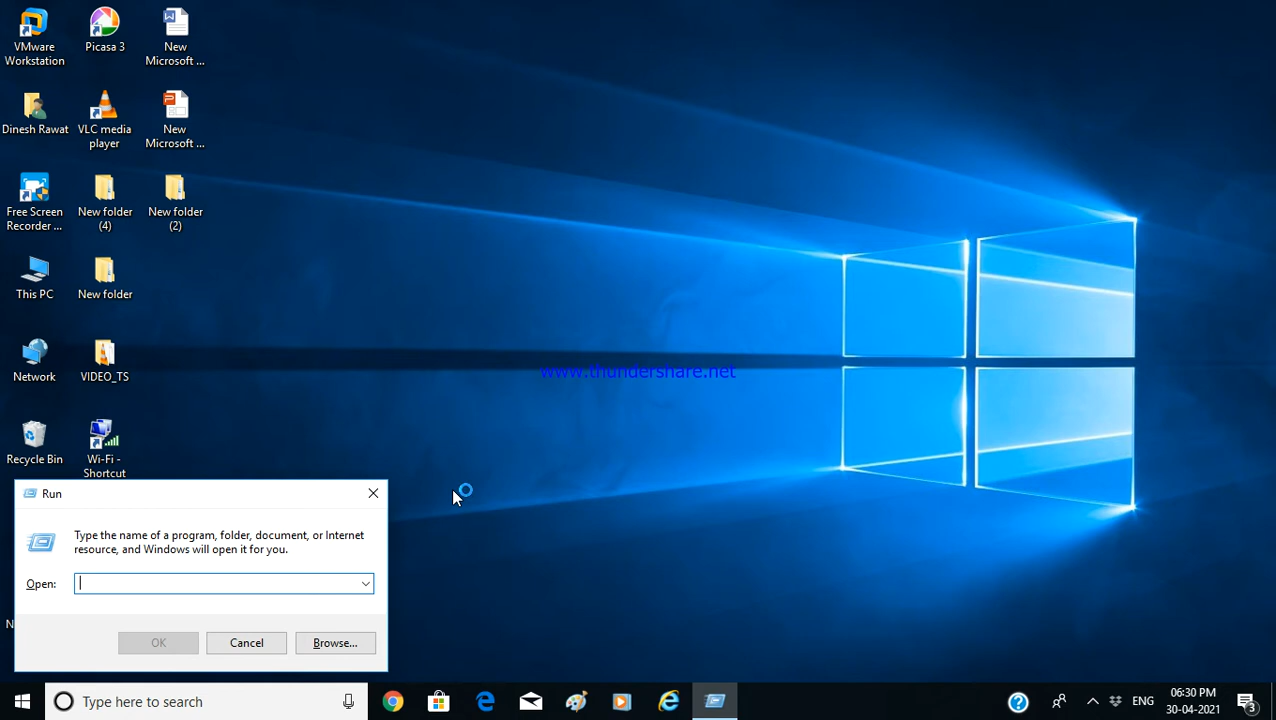 VMware
Workstation
Picasa 3
New
Microsoft ...
Dinesh Rawat
VLC media
player
New
Microsoft ...
Free Screen
Recorder ...
New folder
(4)
New folder
(2)
This PC
New folder
Network
VIDEO_TS
www.thundershare.net
Recycle Bin
Wi-Fi -
Shortcut
Run
Type the name of a program, folder, document, or Internet
resource, and Windows will open it for you.
Open:
N
OK
Cancel
Browse...
Type here to search
ENG
06:30 PM
30-04-2021
3